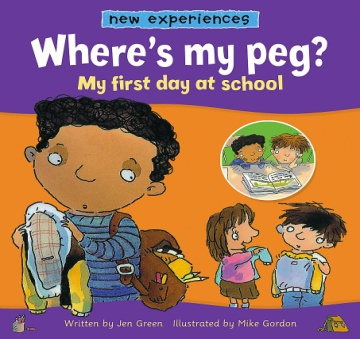 new experiences
Where's my peg?
My first day at school
Written by Jen Green Illustrated by Mike Gordon